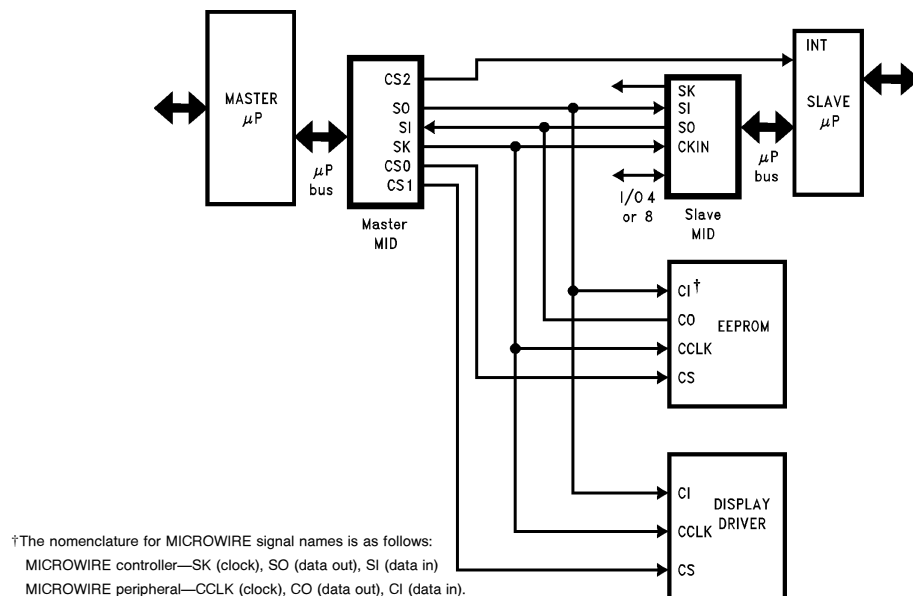 MASTER
μP
μP
bus
CS2
SO
SI
SK
CS0
CS1
Master
MID
SK
SI
SO
CKIN
I/O 4
or 8
Slave
MID
μP
bus
INT
SLAVE
μP
CI†
CO
CCLK
CS
EEPROM
CI
CCLK
CS
DISPLAY
DRIVER
†The nomenclature for MICROWIRE signal names is as follows:
MICROWIRE controller—SK (clock), SO (data out), SI (data in)
MICROWIRE peripheral—CCLK (clock), CO (data out), CI (data in).